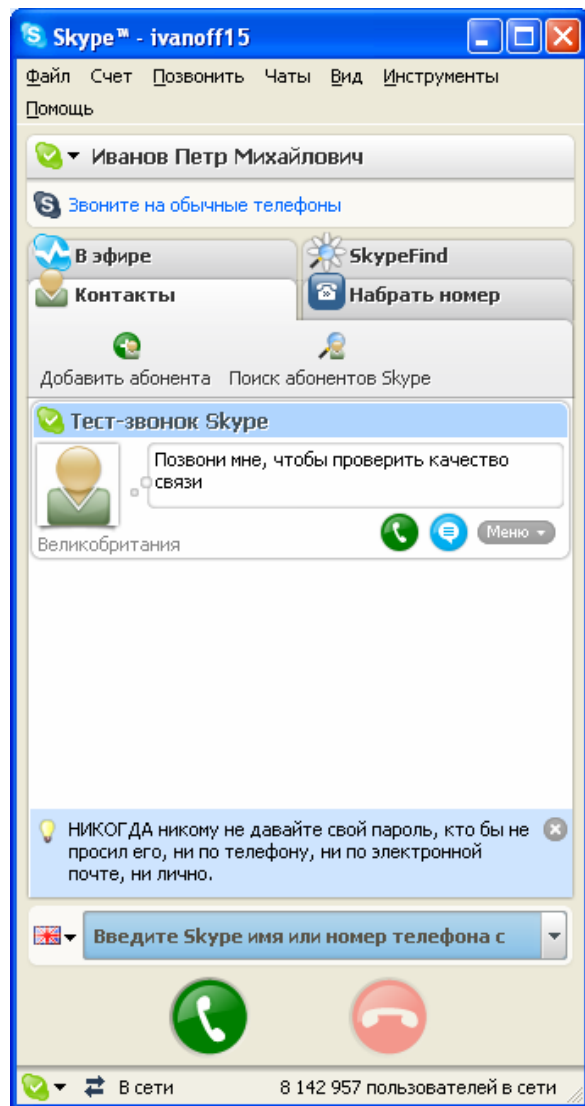 Skype™ - ivanoff15
Файл Счет Позвонить Чаты Вид Инструменты
Помощь
Иванов Петр Михайлович
Звоните на обычные телефоны
В эфире SkypeFind
Контакты Набрать номер
Добавить абонента Поиск абонентов Skype
Тест-звонок Skype
Позвони мне, чтобы проверить качество
связи
Великобритания Меню
НИКОГДА никому не давайте свой пароль, кто бы не
просил его, ни по телефону, ни по электронной
почте, ни лично.
Введите Skype имя или номер телефона с
В сети 8 142 957 пользователей в сети